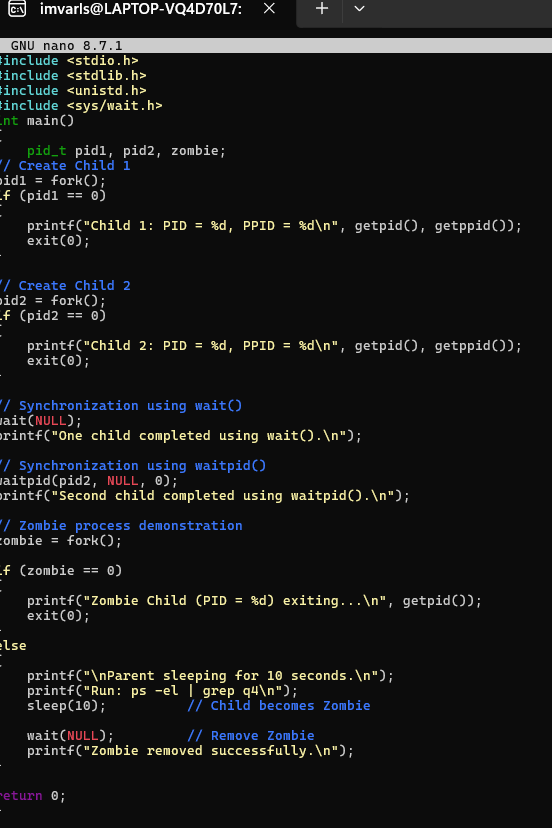 imvarls@LAPTOP-VQ4D70L7:
GNU nano 8.7.1
#include <stdio.h>
#include <stdlib.h>
#include <unistd.h>
#include <sys/wait.h>
int main()
{
pid_t pid1, pid2, zombie;
// Create Child 1
pid1 = fork();
if (pid1 == 0)
{
printf("Child 1: PID = %d, PPID = %d\n", getpid(), getppid());
exit(0);
}
// Create Child 2
pid2 = fork();
if (pid2 == 0)
{
printf("Child 2: PID = %d, PPID = %d\n", getpid(), getppid());
exit(0);
}
// Synchronization using wait()
wait(NULL);
printf("One child completed using wait().\n");
// Synchronization using waitpid()
waitpid(pid2, NULL, 0);
printf("Second child completed using waitpid().\n");
// Zombie process demonstration
zombie = fork();
if (zombie == 0)
{
printf("Zombie Child (PID = %d) exiting...\n", getpid());
exit(0);
}
else
{
printf("\nParent sleeping for 10 seconds.\n");
printf("Run: ps -el | grep q4\n");
sleep(10); // Child becomes Zombie
wait(NULL); // Remove Zombie
printf("Zombie removed successfully.\n");
}
return 0;
}